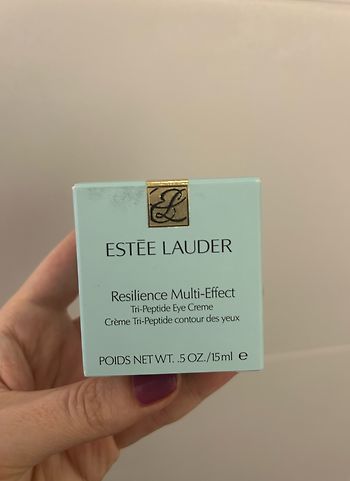 EL
ESTĒE LAUDER
Resilience Multi-Effect
Tri-Peptide Eye Creme
Crème Tri-Peptide contour des yeux
POIDS NET WT. .5 OZ./15ml ℮